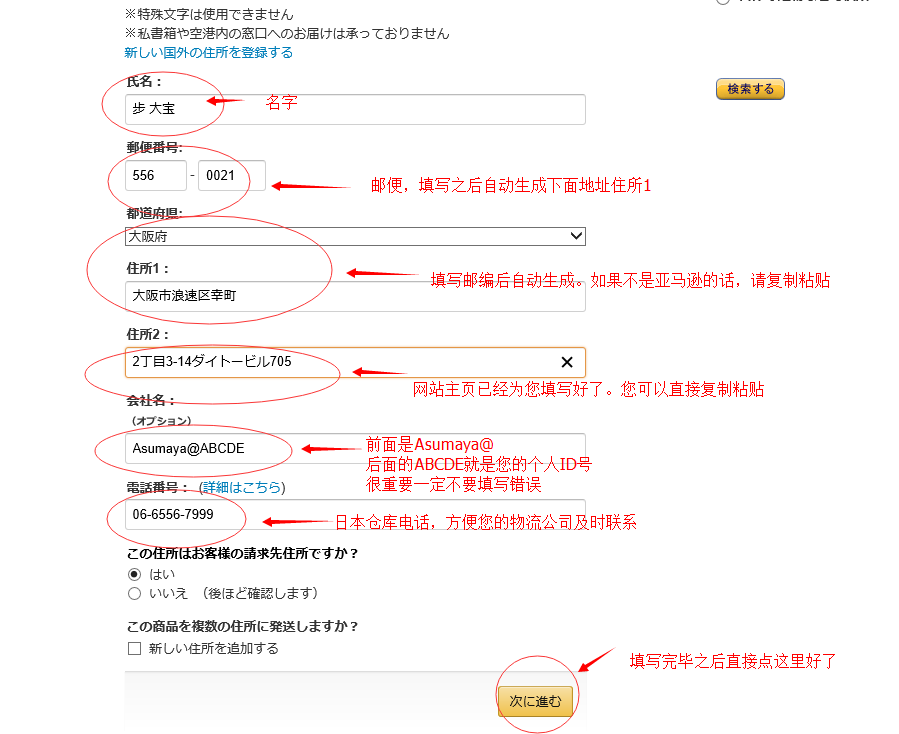 ※特殊文字は使用できません
※私書箱や空港内の窓口へのお届けは承っておりません
新しい国外の住所を登録する
氏名：
検索する
歩 大宝
名字
郵便番号:
556 - 0021
邮便，填写之后自动生成下面地址住所1
都道府県:
大阪府
住所1：
填写邮编后自动生成。如果不是亚马逊的话，请复制粘贴
大阪市浪速区幸町
住所2：
2丁目3-14ダイトービル705
网站主页已经为您填写好了。您可以直接复制粘贴
会社名：
（オプション）
Asumaya@ABCDE
前面是Asumaya@
后面的ABCDE就是您的个人ID号
很重要一定不要填写错误
電話番号： (詳細はこちら)
06-6556-7999
日本仓库电话，方便您的物流公司及时联系
この住所はお客様の請求先住所ですか？
はい
いいえ （後ほど確認します）
この商品を複数の住所に発送しますか？
新しい住所を追加する
填写完毕之后直接点这里好了
次に進む